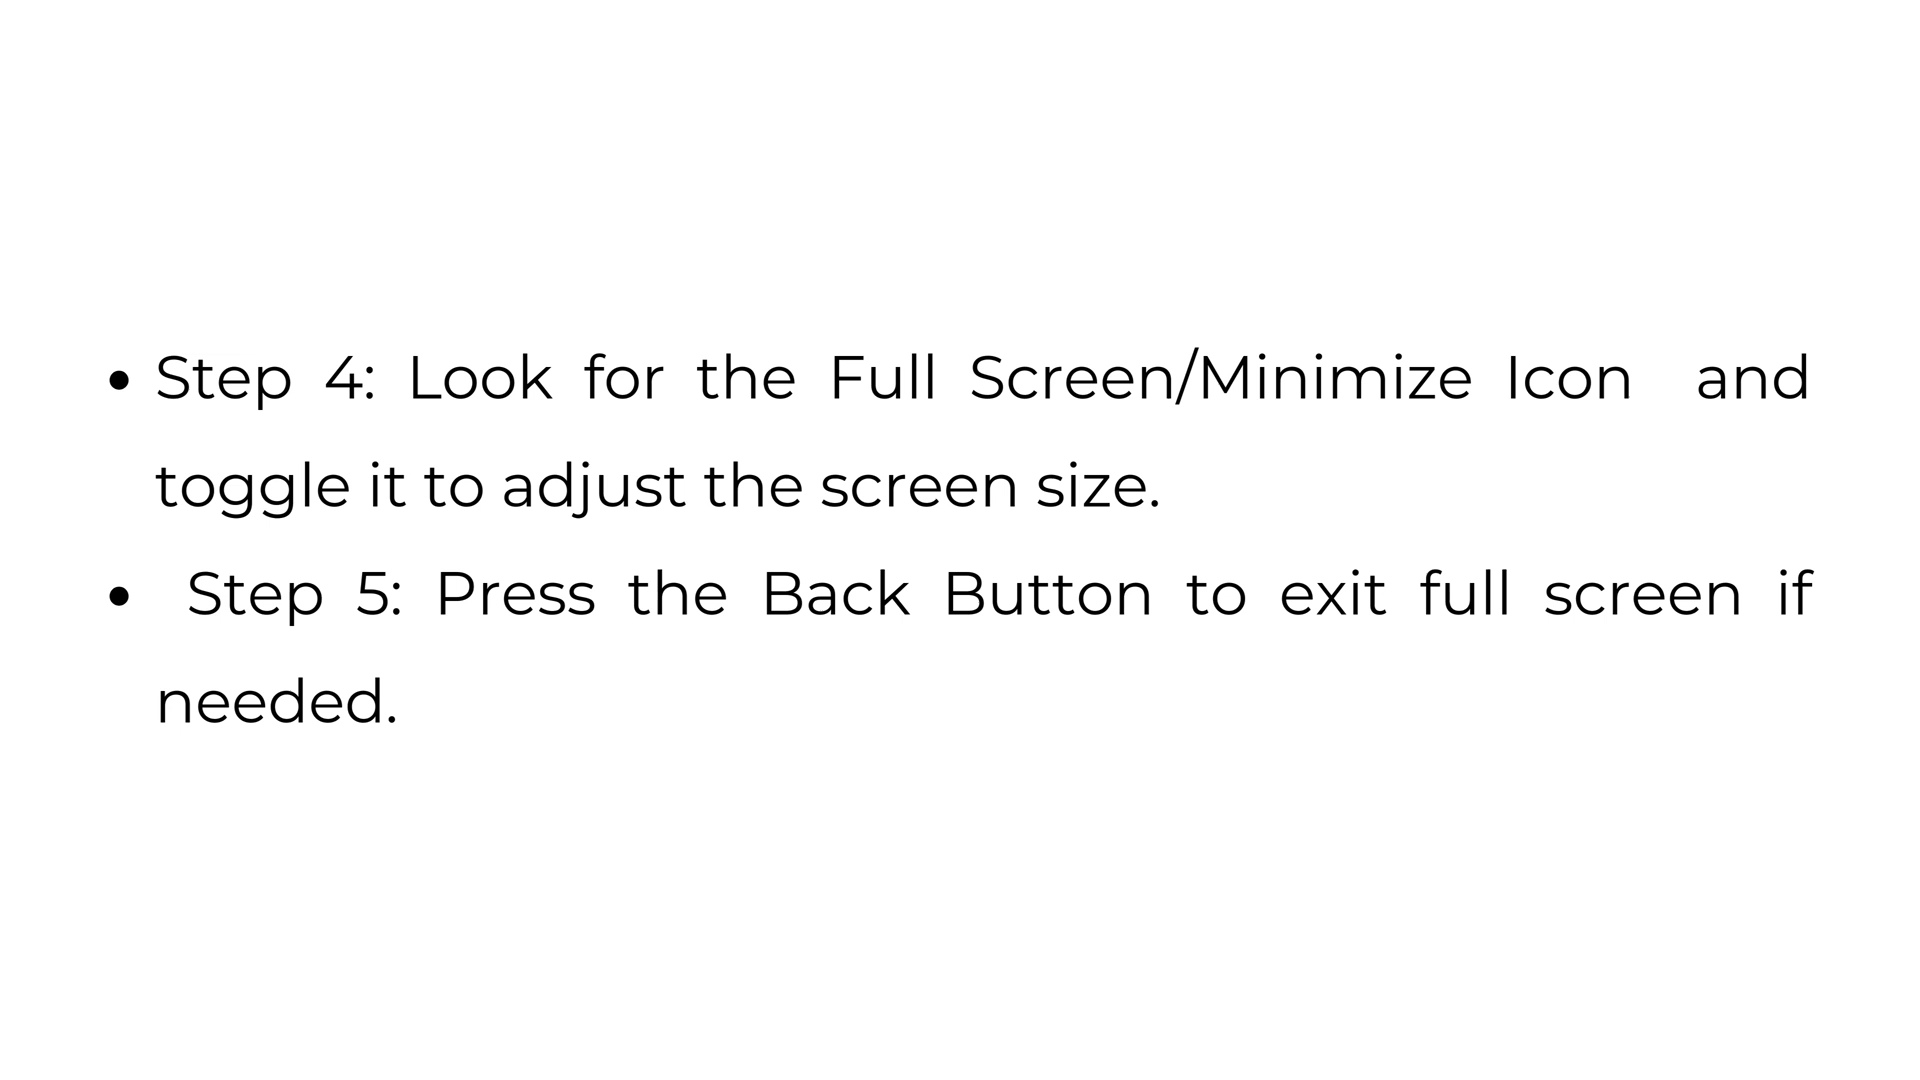 • Step 4: Look for the Full Screen/Minimize Icon and
toggle it to adjust the screen size.
• Step 5: Press the Back Button to exit full screen if
needed.